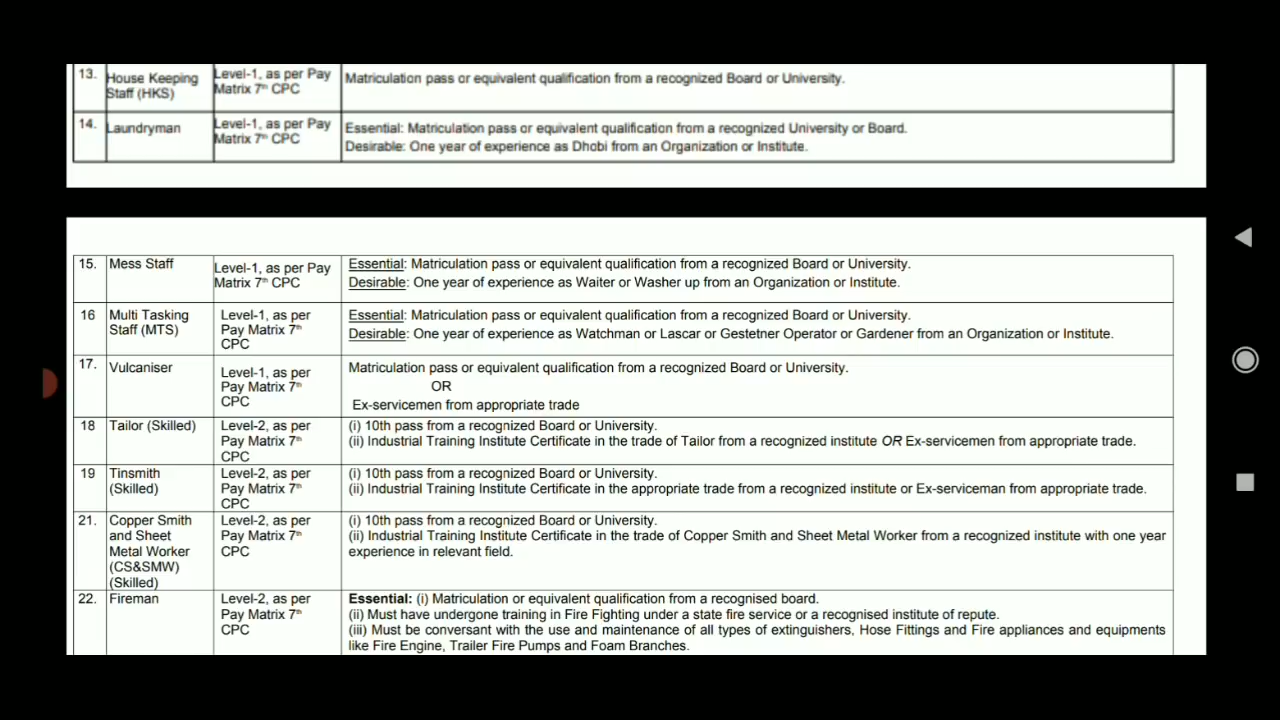 13. House Keeping Staff (HKS) Level-1, as per Pay Matrix 7th CPC Matriculation pass or equivalent qualification from a recognized Board or University.
14. Laundryman Level-1, as per Pay Matrix 7th CPC Essential: Matriculation pass or equivalent qualification from a recognized University or Board.
Desirable: One year of experience as Dhobi from an Organization or Institute.
15. Mess Staff Level-1, as per Pay Matrix 7th CPC Essential: Matriculation pass or equivalent qualification from a recognized Board or University.
Desirable: One year of experience as Waiter or Washer up from an Organization or Institute.
16 Multi Tasking Staff (MTS) Level-1, as per Pay Matrix 7th CPC Essential: Matriculation pass or equivalent qualification from a recognized Board or University.
Desirable: One year of experience as Watchman or Lascar or Gestetner Operator or Gardener from an Organization or Institute.
17. Vulcaniser Level-1, as per Pay Matrix 7th CPC Matriculation pass or equivalent qualification from a recognized Board or University.
OR
Ex-servicemen from appropriate trade
18 Tailor (Skilled) Level-2, as per Pay Matrix 7th CPC (i) 10th pass from a recognized Board or University.
(ii) Industrial Training Institute Certificate in the trade of Tailor from a recognized institute OR Ex-servicemen from appropriate trade.
19 Tinsmith (Skilled) Level-2, as per Pay Matrix 7th CPC (i) 10th pass from a recognized Board or University.
(ii) Industrial Training Institute Certificate in the appropriate trade from a recognized institute or Ex-serviceman from appropriate trade.
21. Copper Smith and Sheet Metal Worker (CS&SMW) (Skilled) Level-2, as per Pay Matrix 7th CPC (i) 10th pass from a recognized Board or University.
(ii) Industrial Training Institute Certificate in the trade of Copper Smith and Sheet Metal Worker from a recognized institute with one year
experience in relevant field.
22. Fireman Level-2, as per Pay Matrix 7th CPC Essential: (i) Matriculation or equivalent qualification from a recognised board.
(ii) Must have undergone training in Fire Fighting under a state fire service or a recognised institute of repute.
(iii) Must be conversant with the use and maintenance of all types of extinguishers, Hose Fittings and Fire appliances and equipments
like Fire Engine, Trailer Fire Pumps and Foam Branches.